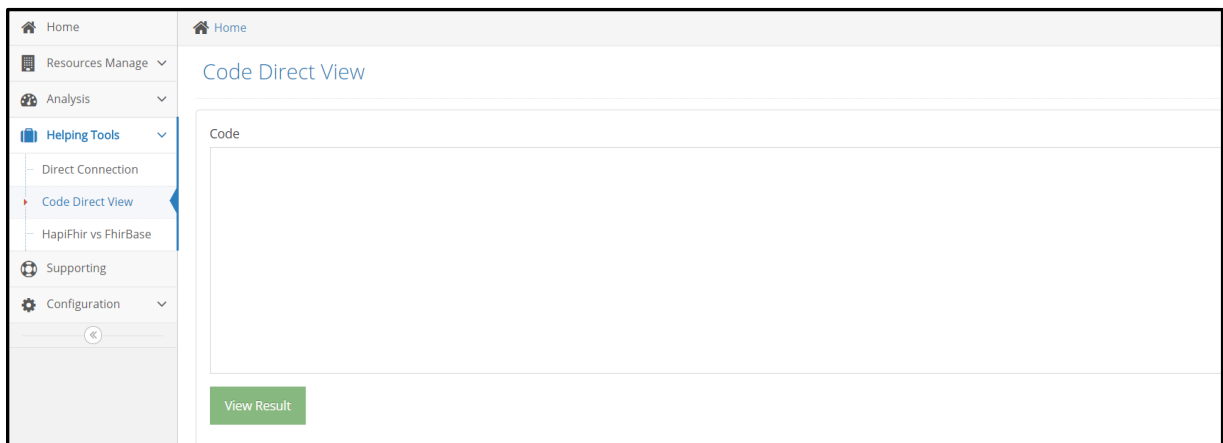 Home
Resources Manage
Analysis
Helping Tools
Direct Connection
Code Direct View
HapiFhir vs FhirBase
Supporting
Configuration
Home
Code Direct View
Code
View Result